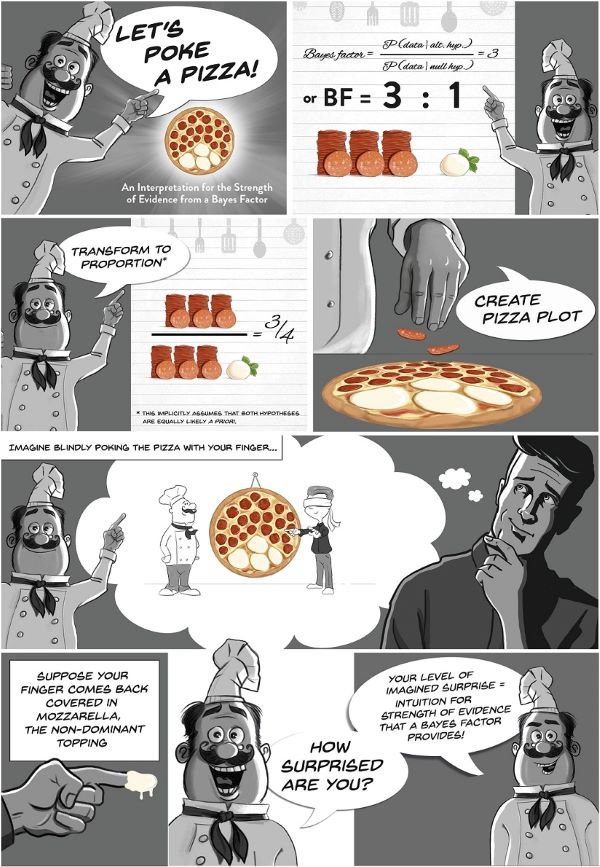 LET'S
POKE
A PIZZA!
An Interpretation for the Strength
of Evidence from a Bayes Factor
Bayes factor = P(data | alt. hyp.) / P(data | null hyp.) = 3
or BF = 3 : 1
TRANSFORM TO
PROPORTION*
= 3/4
* THIS IMPLICITLY ASSUMES THAT BOTH HYPOTHESES
ARE EQUALLY LIKELY A PRIORI.
CREATE
PIZZA PLOT
IMAGINE BLINDLY POKING THE PIZZA WITH YOUR FINGER...
SUPPOSE YOUR
FINGER COMES BACK
COVERED IN
MOZZARELLA,
THE NON-DOMINANT
TOPPING
HOW
SURPRISED
ARE YOU?
YOUR LEVEL OF
IMAGINED SURPRISE =
INTUITION FOR
STRENGTH OF EVIDENCE
THAT A BAYES FACTOR
PROVIDES!